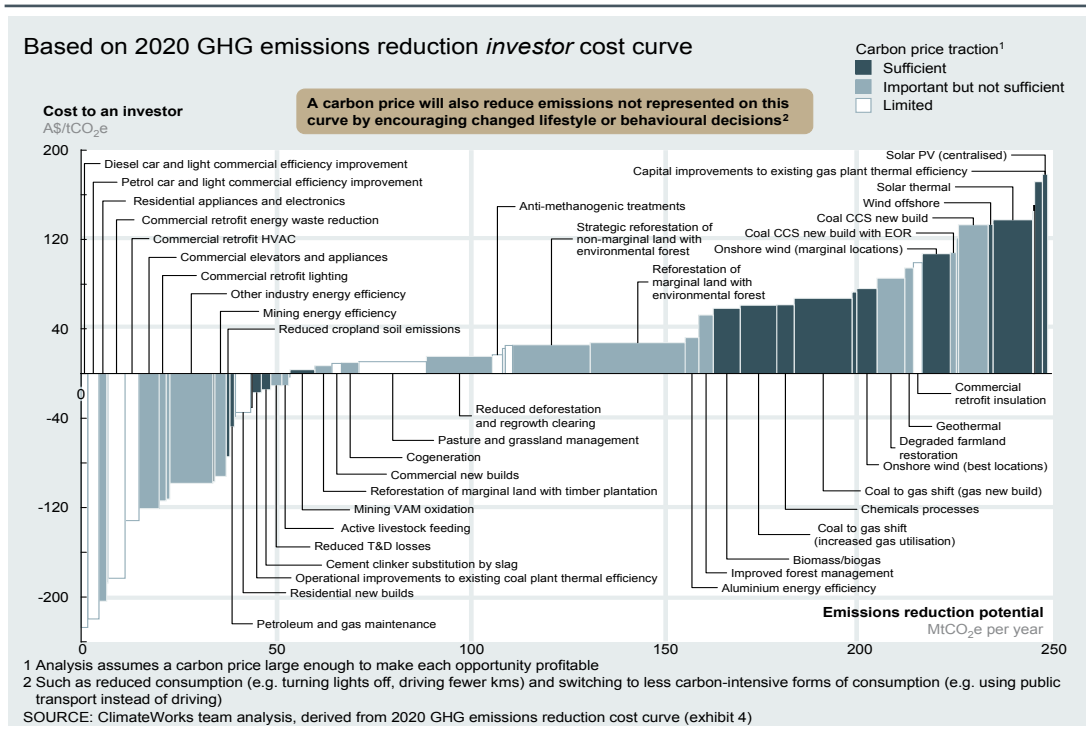 Based on 2020 GHG emissions reduction investor cost curve
Carbon price traction1
Sufficient
Important but not sufficient
Limited
Cost to an investor
A$/tCO2e
A carbon price will also reduce emissions not represented on this
curve by encouraging changed lifestyle or behavioural decisions2
200
120
40
0
-40
-120
-200
Diesel car and light commercial efficiency improvement
Petrol car and light commercial efficiency improvement
Residential appliances and electronics
Commercial retrofit energy waste reduction
Commercial retrofit HVAC
Commercial elevators and appliances
Commercial retrofit lighting
Other industry energy efficiency
Mining energy efficiency
Reduced cropland soil emissions
Anti-methanogenic treatments
Strategic reforestation of
non-marginal land with
environmental forest
Reforestation of
marginal land with
environmental forest
Solar PV (centralised)
Capital improvements to existing gas plant thermal efficiency
Solar thermal
Wind offshore
Coal CCS new build
Coal CCS new build with EOR
Onshore wind (marginal locations)
Reduced deforestation
and regrowth clearing
Pasture and grassland management
Cogeneration
Commercial new builds
Reforestation of marginal land with timber plantation
Mining VAM oxidation
Active livestock feeding
Reduced T&D losses
Cement clinker substitution by slag
Operational improvements to existing coal plant thermal efficiency
Residential new builds
Petroleum and gas maintenance
Commercial
retrofit insulation
Geothermal
Degraded farmland
restoration
Onshore wind (best locations)
Coal to gas shift (gas new build)
Chemicals processes
Coal to gas shift
(increased gas utilisation)
Biomass/biogas
Improved forest management
Aluminium energy efficiency
Emissions reduction potential
MtCO2e per year
0
50
100
150
200
250
1 Analysis assumes a carbon price large enough to make each opportunity profitable
2 Such as reduced consumption (e.g. turning lights off, driving fewer kms) and switching to less carbon-intensive forms of consumption (e.g. using public
transport instead of driving)
SOURCE: ClimateWorks team analysis, derived from 2020 GHG emissions reduction cost curve (exhibit 4)